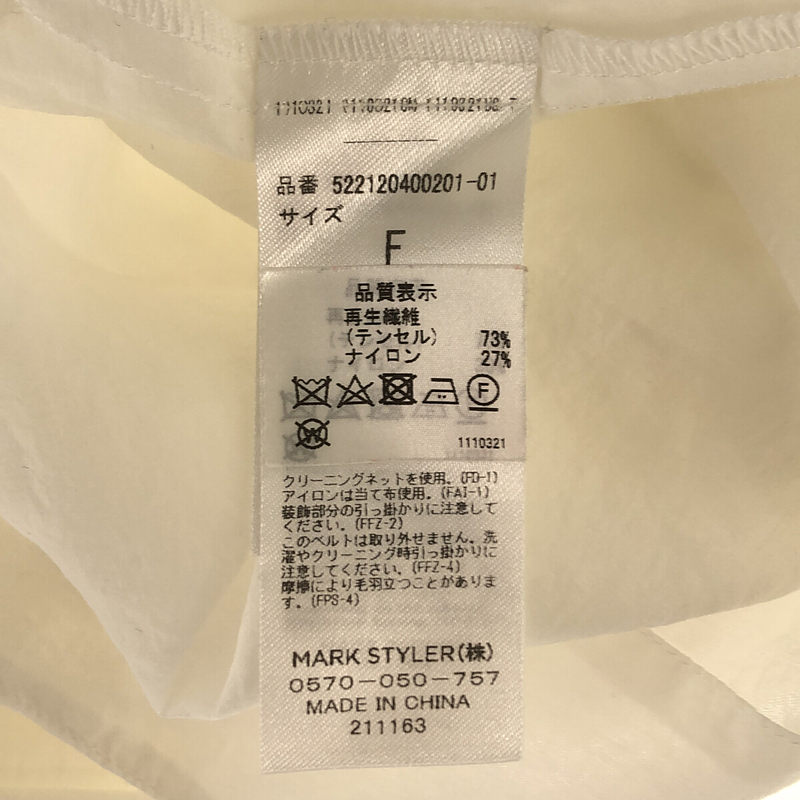 品番 522120400201-01
サイズ
F
品質表示
再生繊維
(テンセル) 73%
ナイロン 27%
F
W
1110321
クリーニングネットを使用。(FD-1)
アイロンは当て布使用。(FAI-1)
装飾部分の引っ掛かりに注意して
ください。(FFZ-2)
このベルトは取り外せません。洗
濯やクリーニング時引っ掛かりに
注意してください。(FFZ-4)
摩擦により毛羽立つことがありま
す。(FPS-4)
MARK STYLER(株)
0570-050-757
MADE IN CHINA
211163